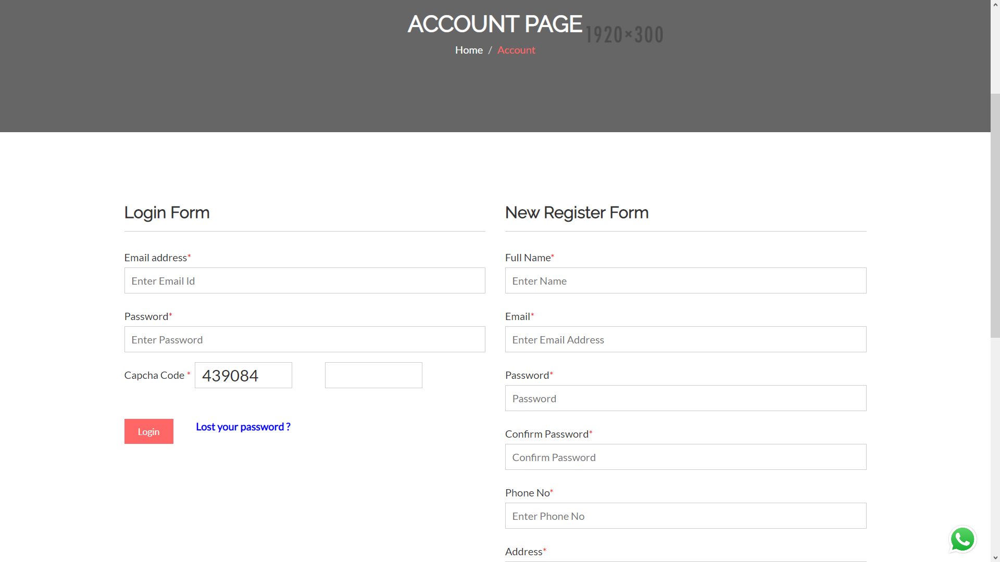 ACCOUNT PAGE
1920×300
Home / Account
Login Form
Email address*
Enter Email Id
Password*
Enter Password
Capcha Code * 439084
Login
Lost your password ?
New Register Form
Full Name*
Enter Name
Email*
Enter Email Address
Password*
Password
Confirm Password*
Confirm Password
Phone No*
Enter Phone No
Address*